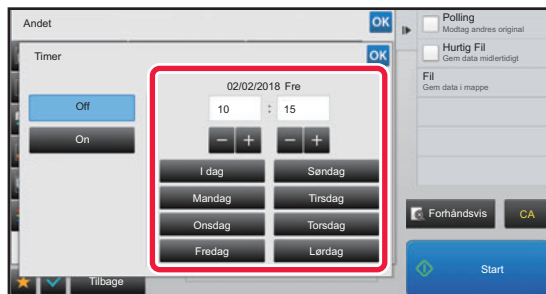 Andet
OK
Timer
OK
02/02/2018 Fre
Off
10 : 15
On
− + − +
I dag Søndag
Mandag Tirsdag
Onsdag Torsdag
Fredag Lørdag
Tilbage
Polling
Modtag andres original
Hurtig Fil
Gem data midlertidigt
Fil
Gem data i mappe
Forhåndsvis CA
Start